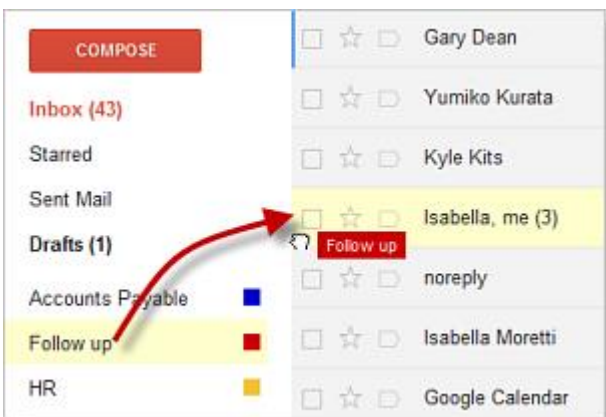 COMPOSE
Inbox (43)
Starred
Sent Mail
Drafts (1)
Accounts Payable
Follow up
HR
Gary Dean
Yumiko Kurata
Kyle Kits
Isabella, me (3)
Follow up
noreply
Isabella Moretti
Google Calendar